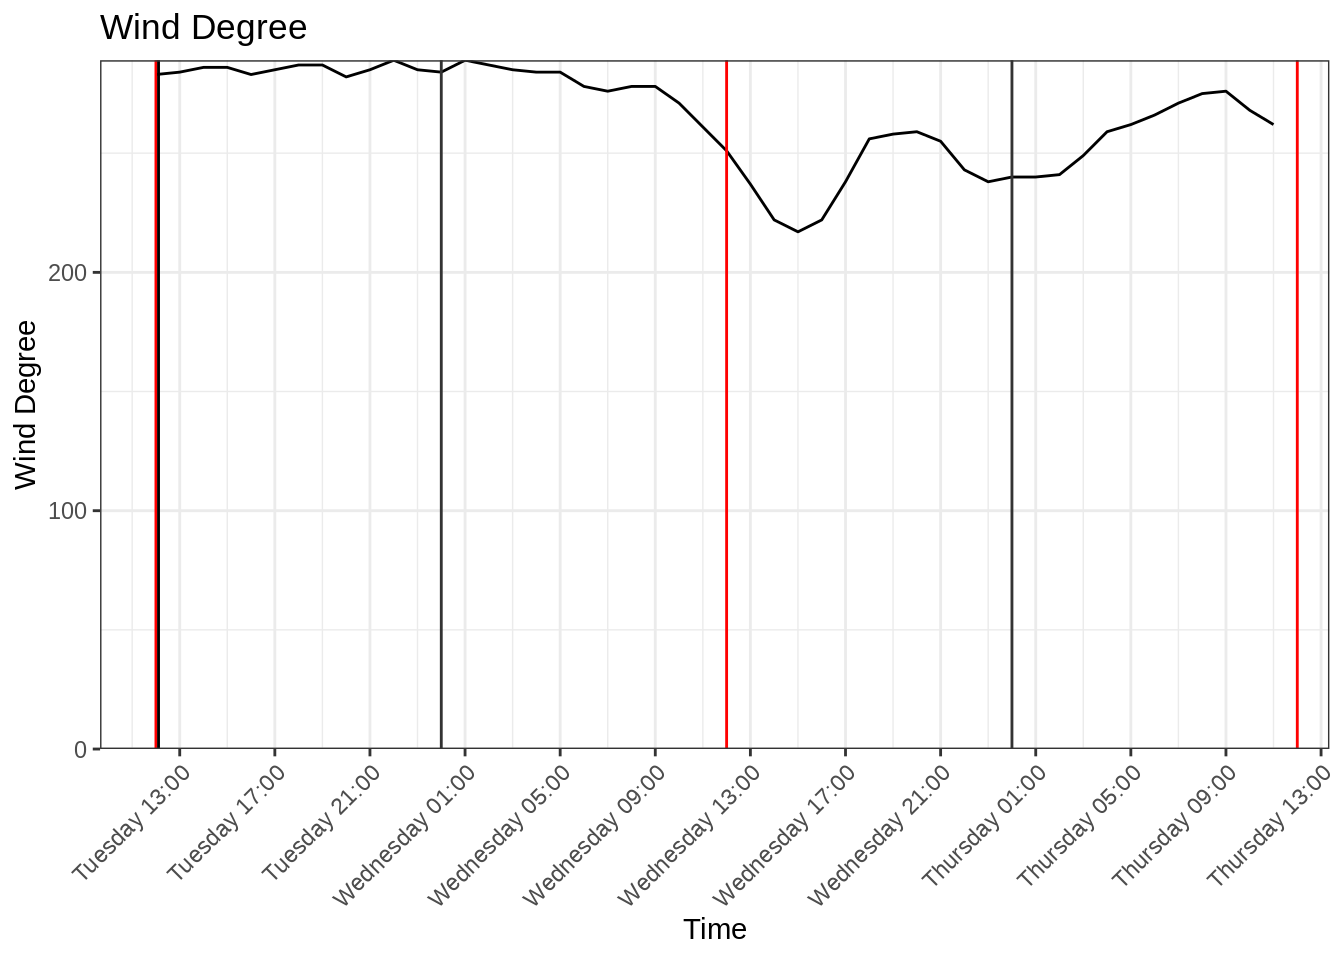 Wind Degree
Wind Degree
200
100
0
Tuesday 13:00
Tuesday 17:00
Tuesday 21:00
Wednesday 01:00
Wednesday 05:00
Wednesday 09:00
Wednesday 13:00
Wednesday 17:00
Wednesday 21:00
Thursday 01:00
Thursday 05:00
Thursday 09:00
Thursday 13:00
Time